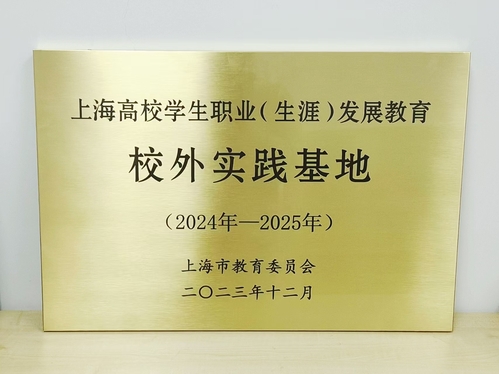 上海高校学生职业(生涯)发展教育
校外实践基地
(2024年—2025年)
上海市教育委员会
二〇二三年十二月